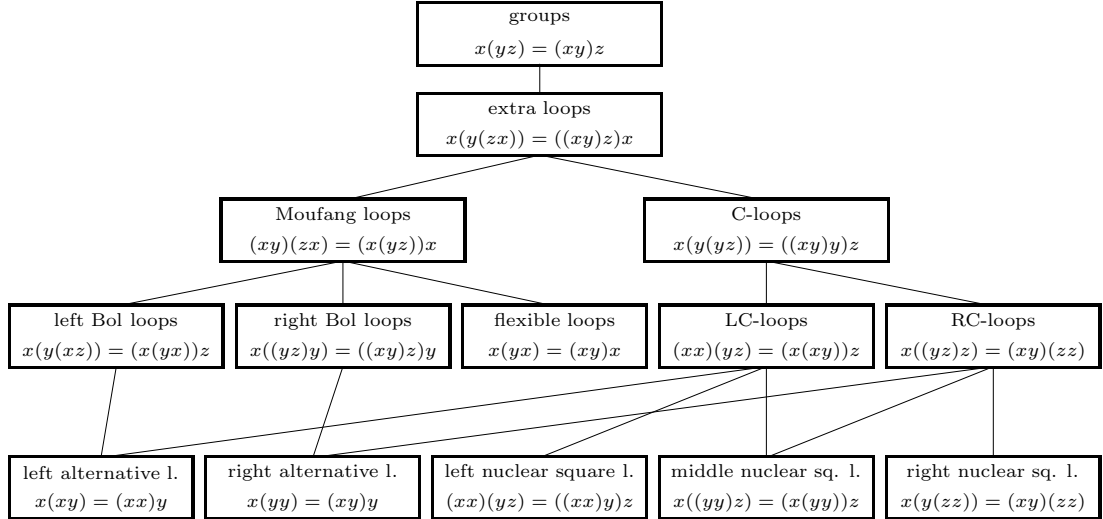 groups
x(yz) = (xy)z
extra loops
x(y(zx)) = ((xy)z)x
Moufang loops
(xy)(zx) = (x(yz))x
C-loops
x(y(yz)) = ((xy)y)z
left Bol loops
x(y(xz)) = (x(yx))z
right Bol loops
x((yz)y) = ((xy)z)y
flexible loops
x(yx) = (xy)x
LC-loops
(xx)(yz) = (x(xy))z
RC-loops
x((yz)z) = (xy)(zz)
left alternative l.
x(xy) = (xx)y
right alternative l.
x(yy) = (xy)y
left nuclear square l.
(xx)(yz) = ((xx)y)z
middle nuclear sq. l.
x((yy)z) = (x(yy))z
right nuclear sq. l.
x(y(zz)) = (xy)(zz)